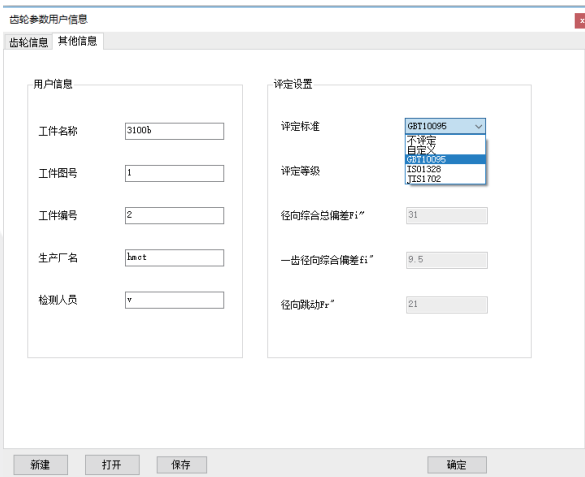 齿轮参数用户信息
x
齿轮信息 其他信息
用户信息
工件名称 3100b
工件图号 1
工件编号 2
生产厂名 hmct
检测人员 v
评定设置
评定标准 GBT10095
不评定
自定义
GBT10095
ISO1328
JIS1702
评定等级
径向综合总偏差Fi″ 31
一齿径向综合偏差fi″ 9.5
径向跳动Fr″ 21
新建 打开 保存 确定